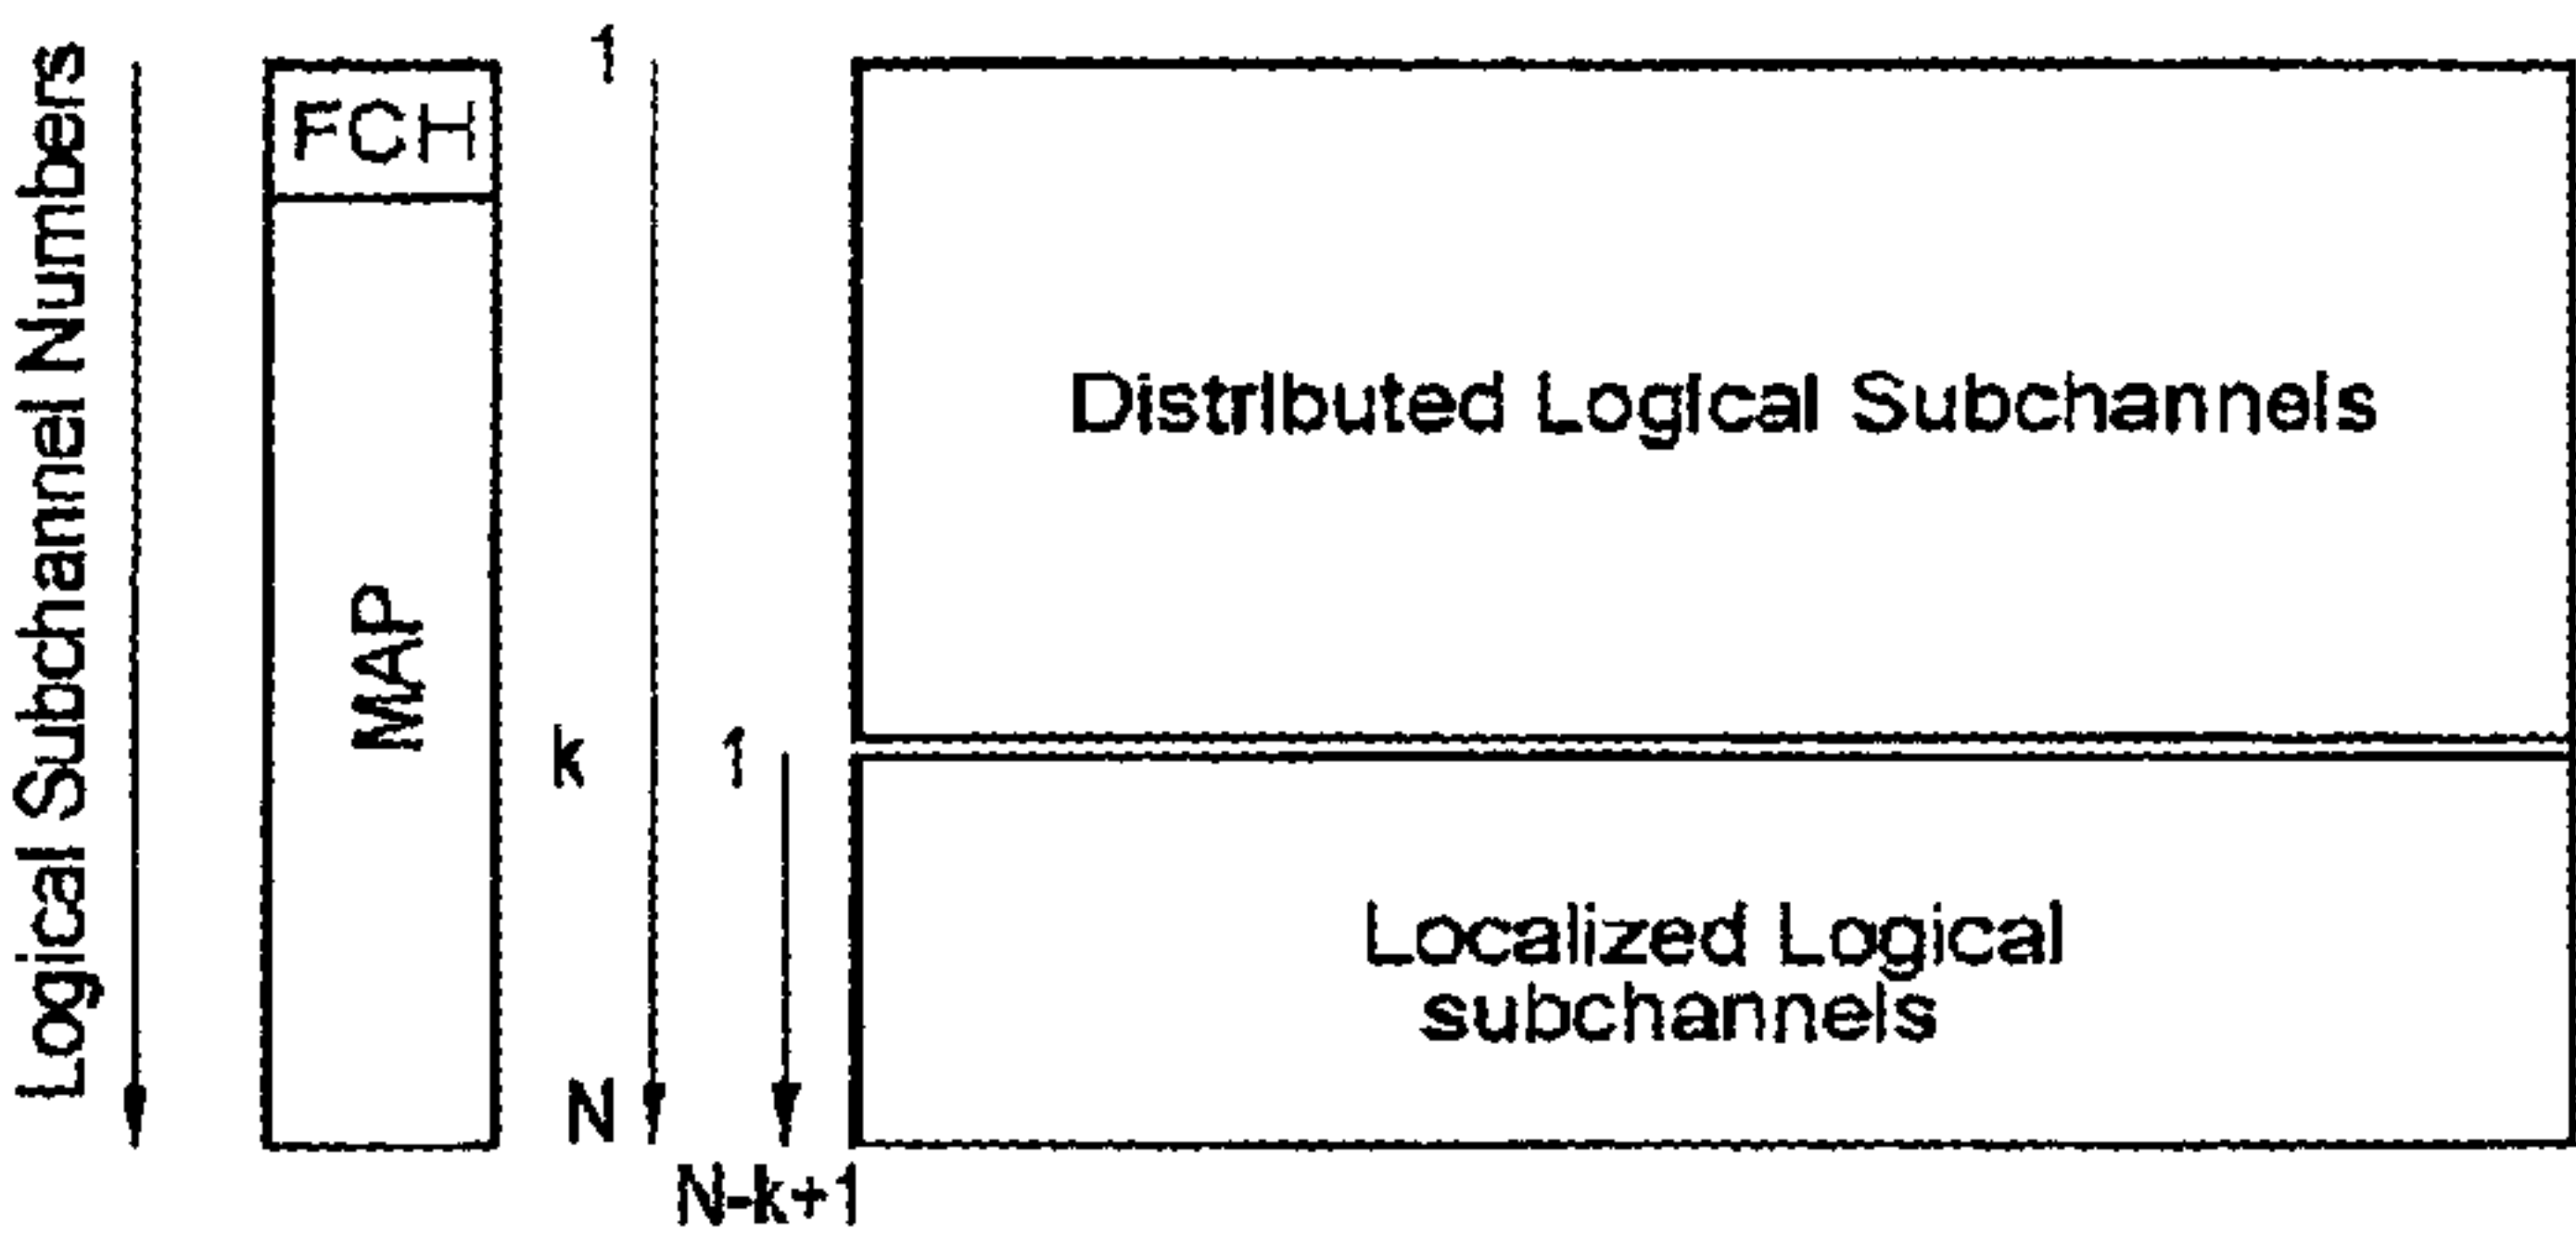 Logical Subchannel Numbers
FCH
MAP
1
k
N
1
N-k+1
Distributed Logical Subchannels
Localized Logical
subchannels